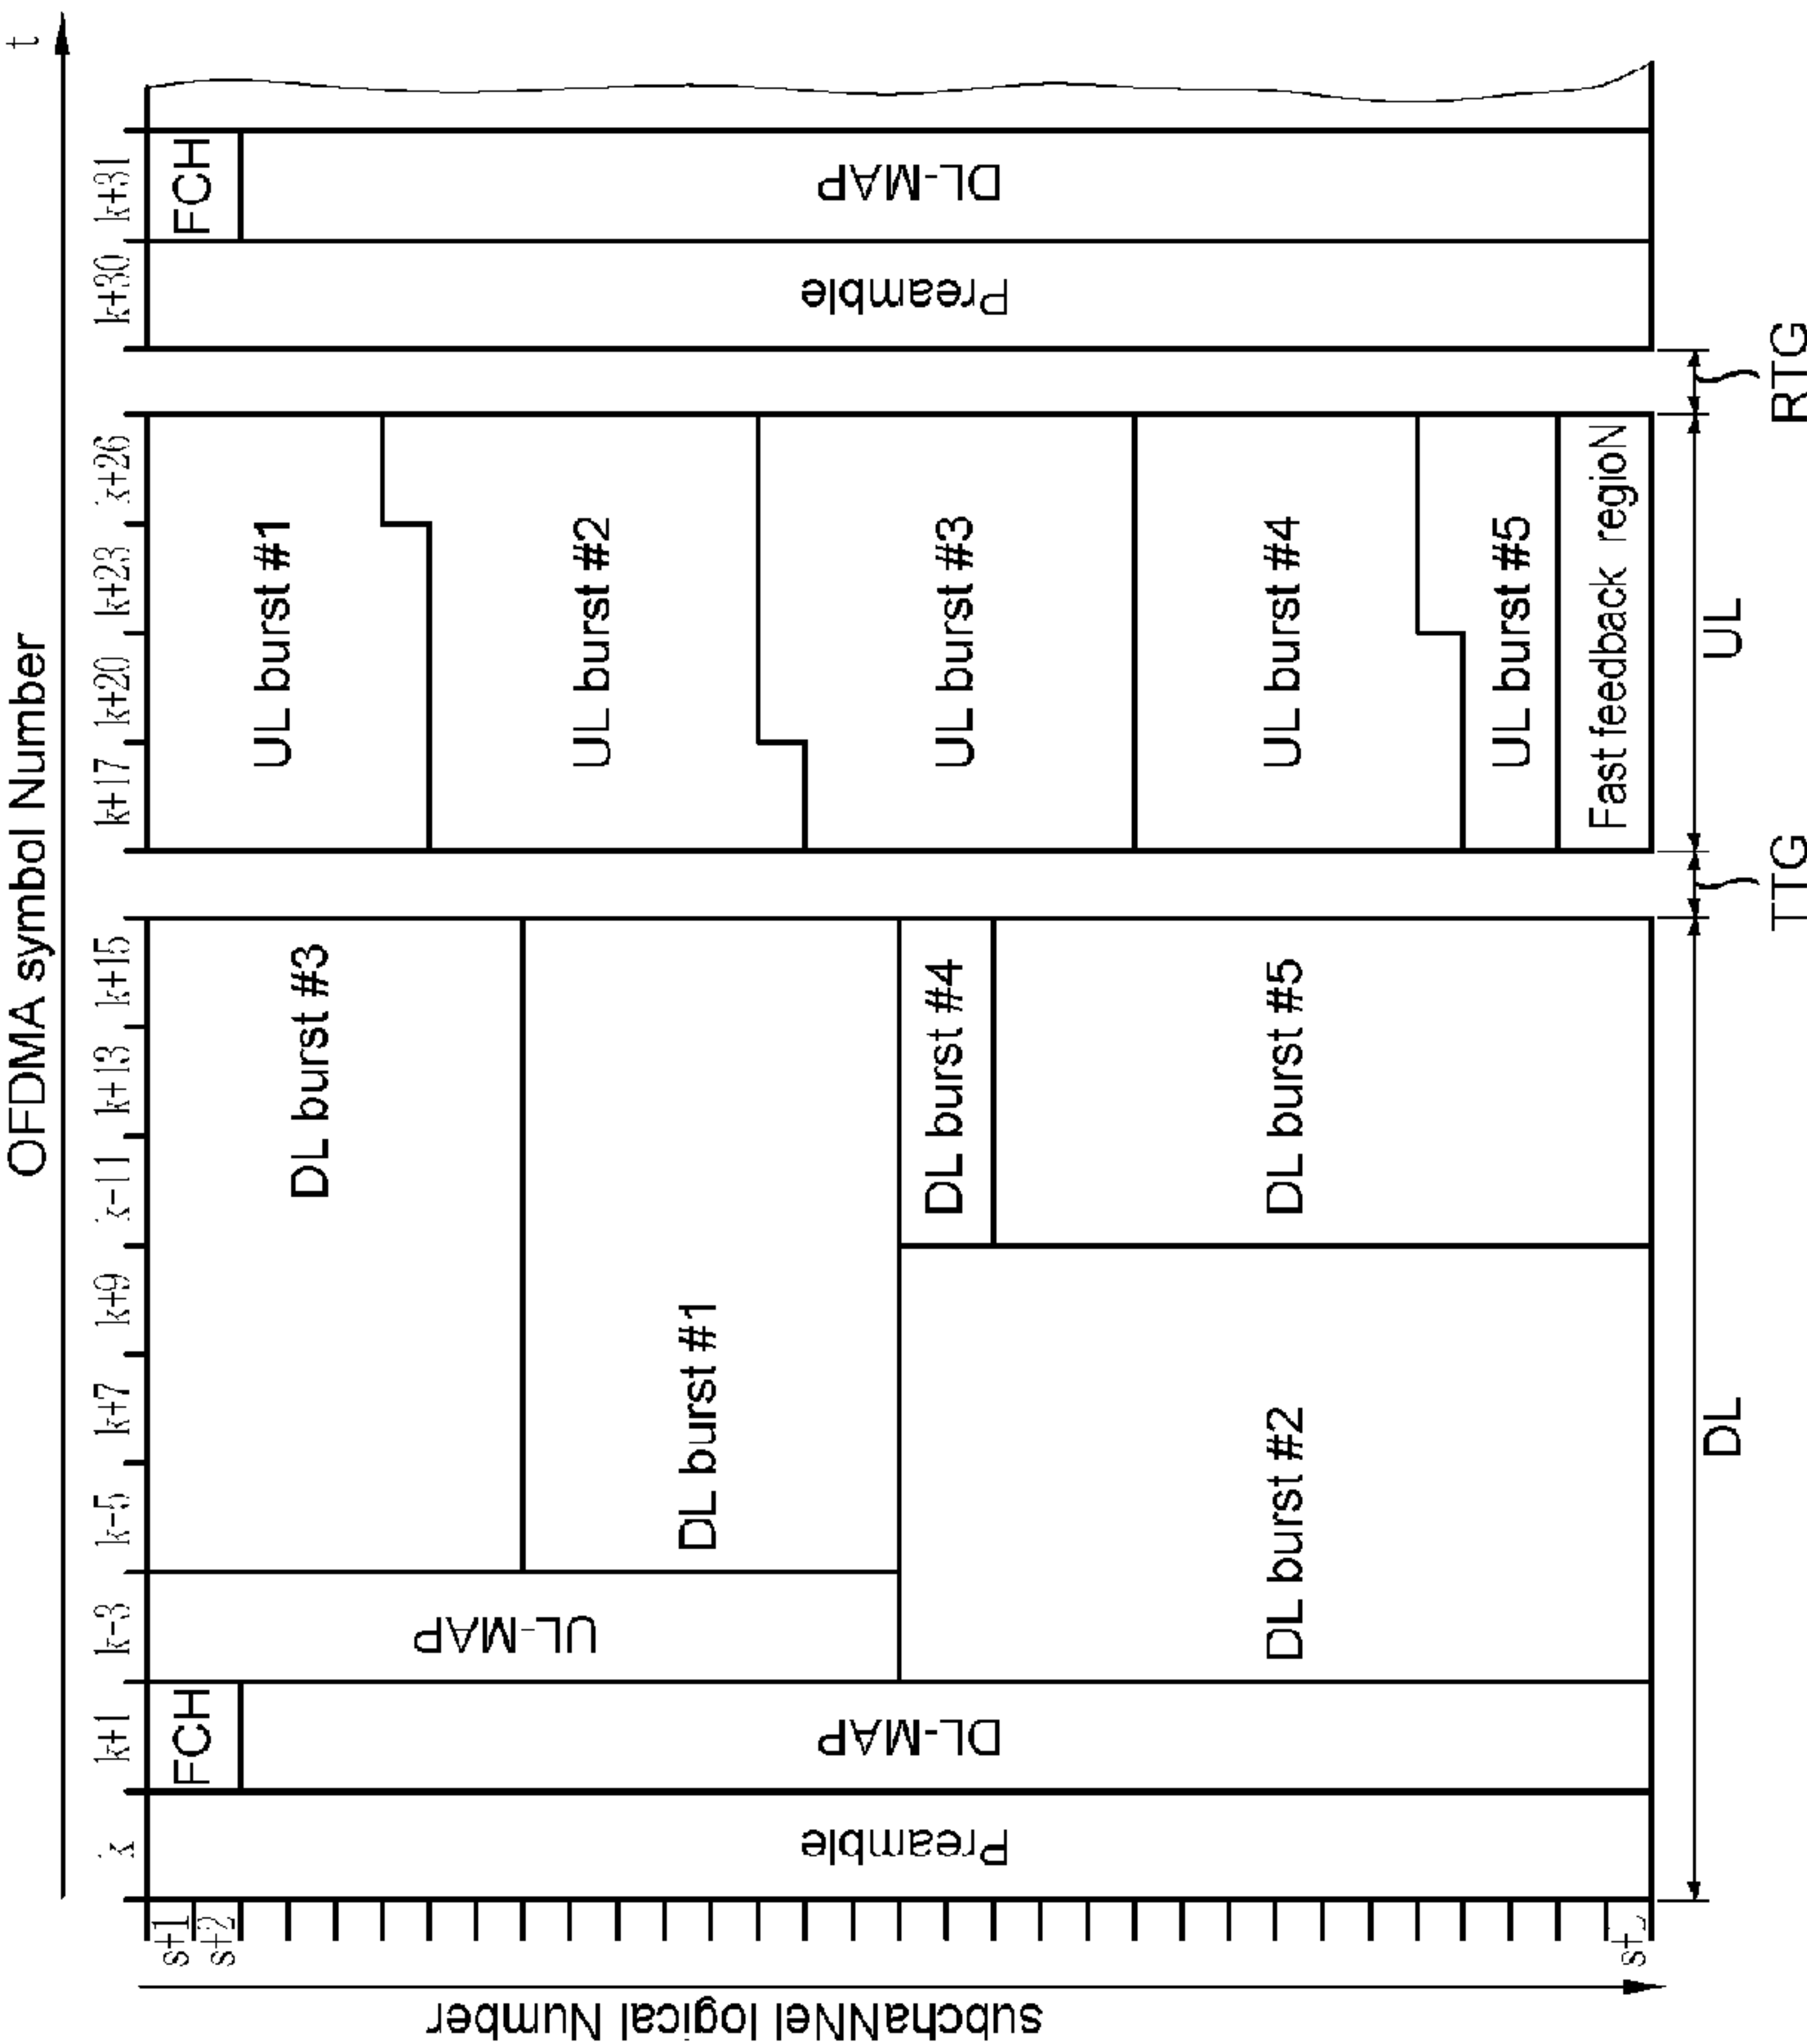 OFDMA symbol Number
t
k
k+1
k-3
k-5
k+7
k+9
k-11
k+13
k+15
k+17
k+20
k+23
k+26
k+30
k+31
subchaNNel logical Number
s+1
s+2
Preamble
FCH
DL-MAP
UL-MAP
DL burst #3
DL burst #1
DL burst #2
DL burst #4
DL burst #5
UL burst #1
UL burst #2
UL burst #3
UL burst #4
UL burst #5
Fast feedback regioN
Preamble
FCH
DL-MAP
DL
TTG
UL
RTG